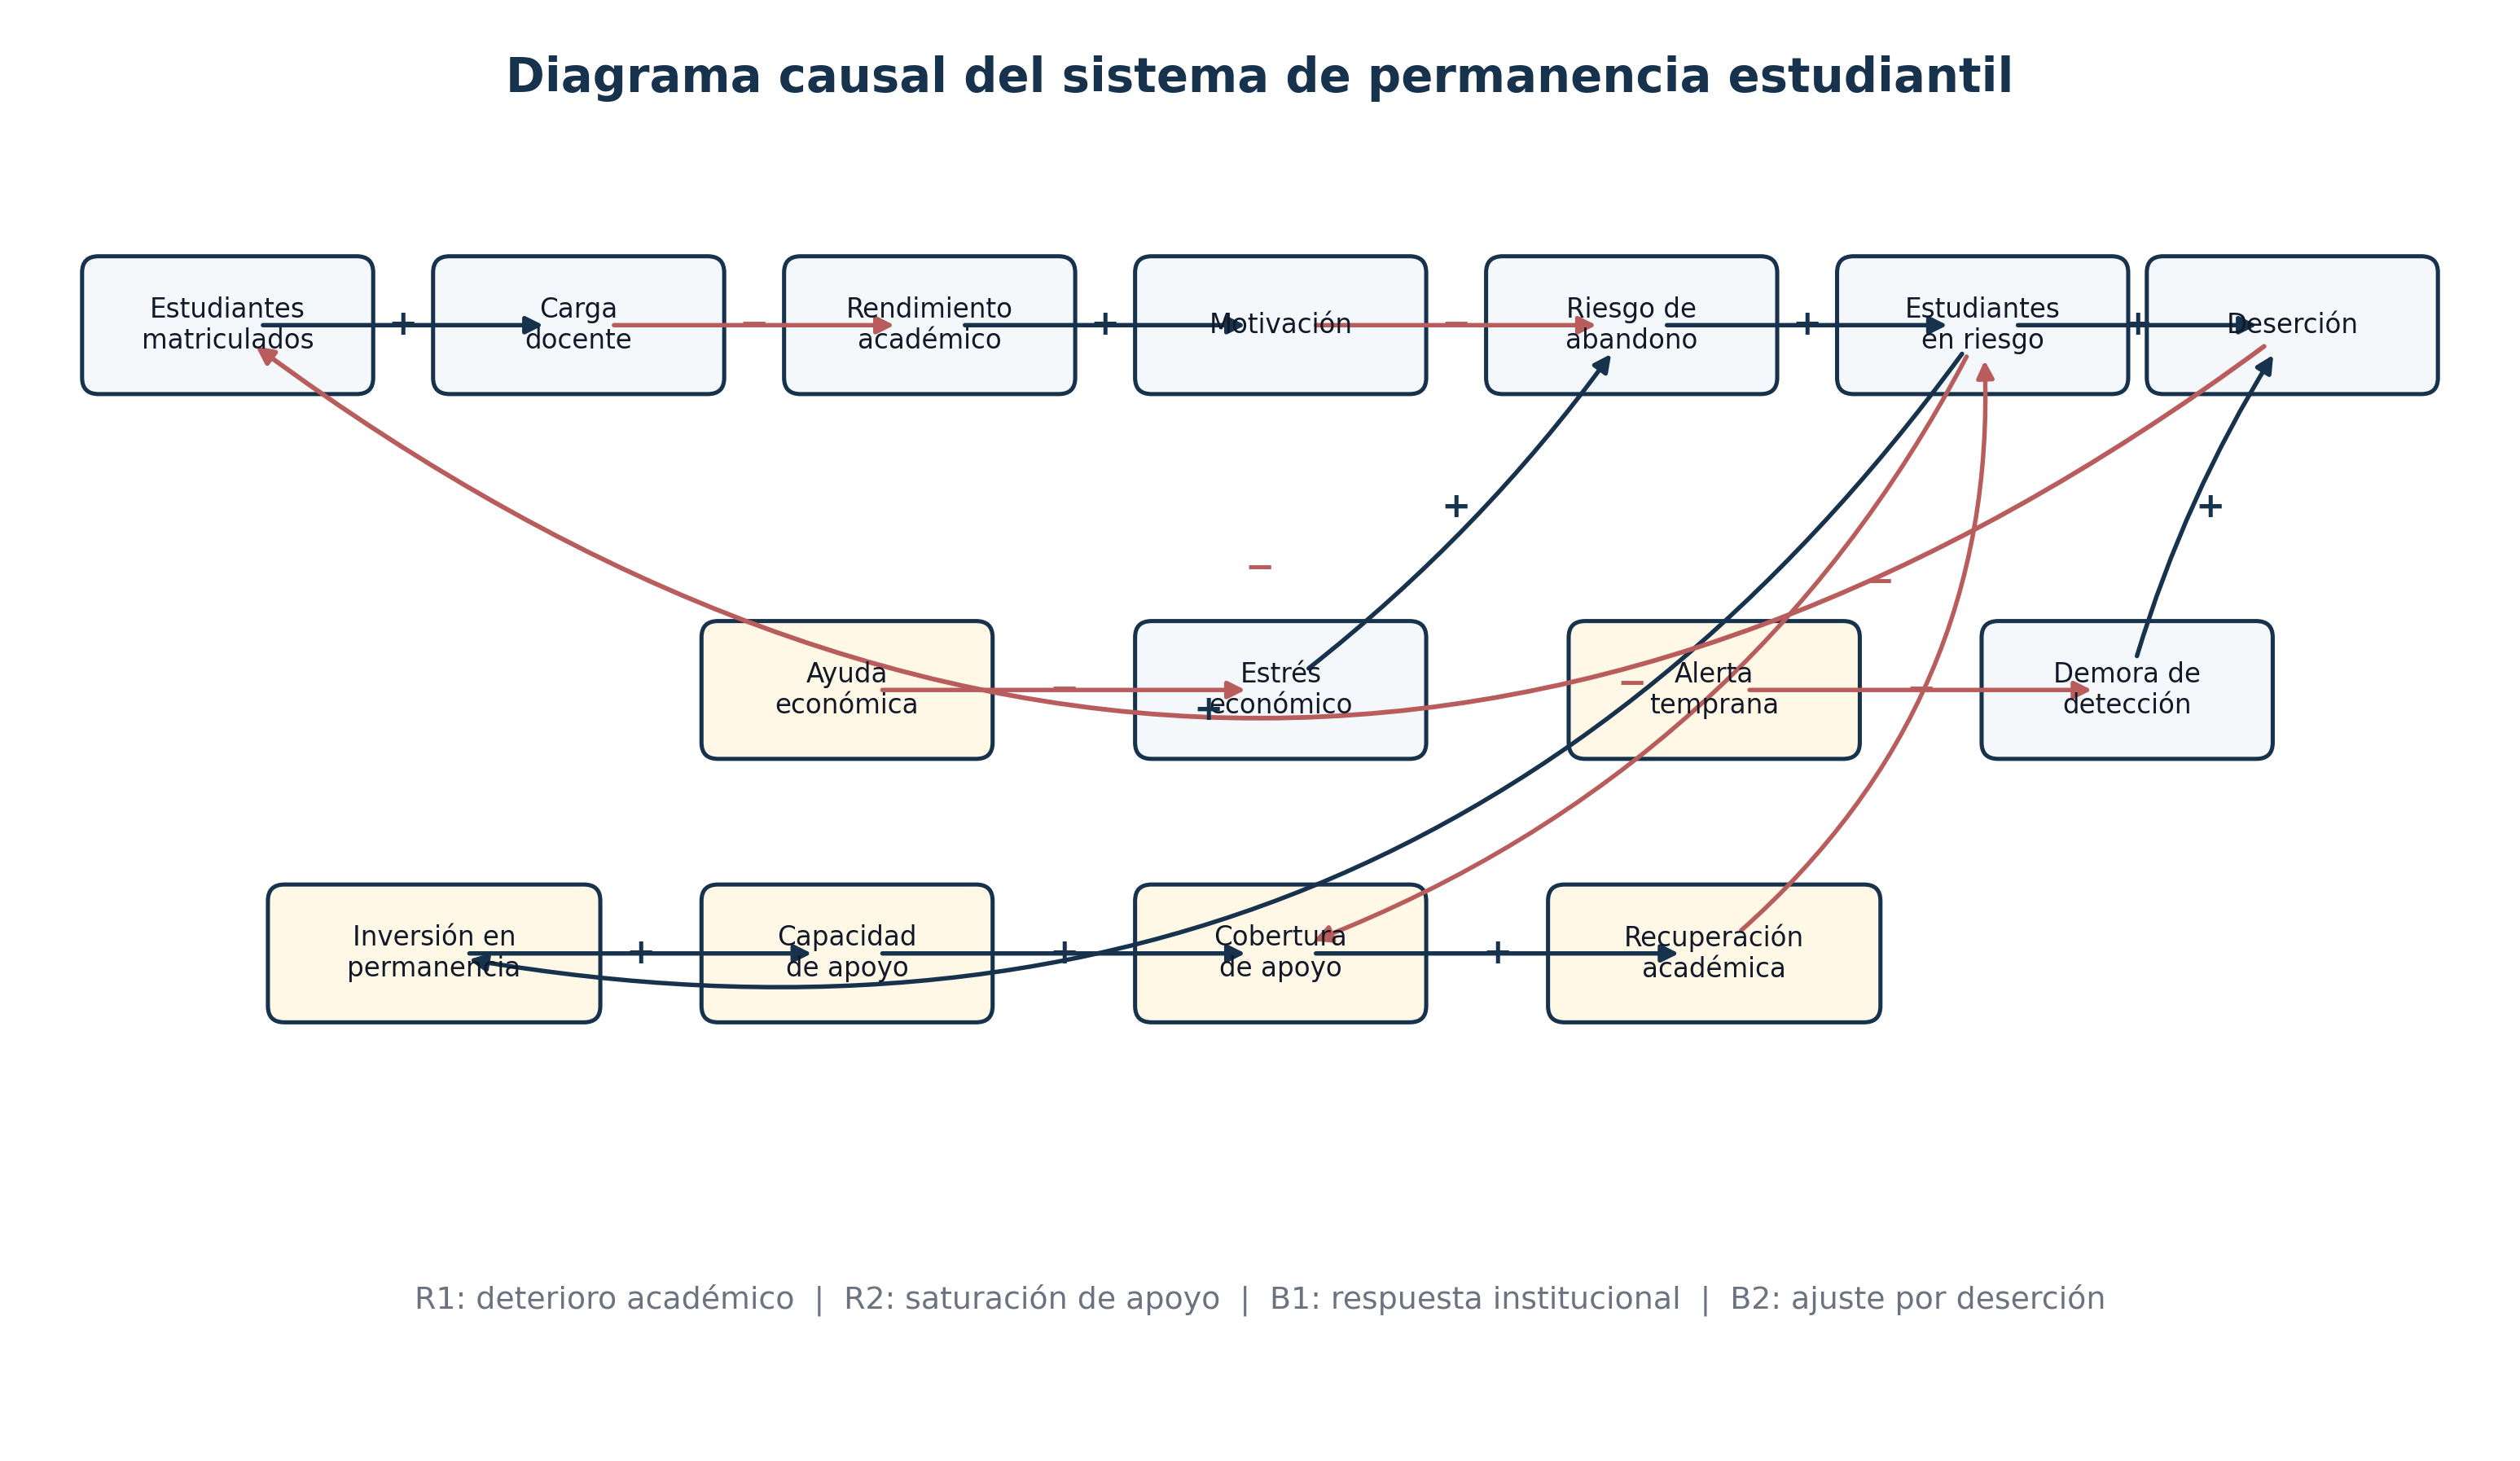 Diagrama causal del sistema de permanencia estudiantil
Estudiantes
matriculados
+
Carga
docente
−
Rendimiento
académico
+
Motivación
−
Riesgo de
abandono
+
Estudiantes
en riesgo
+
Deserción
+
+
−
−
Ayuda
económica
−
Estrés
económico
+
−
Alerta
temprana
−
Demora de
detección
Inversión en
permanencia
+
Capacidad
de apoyo
+
Cobertura
de apoyo
+
Recuperación
académica
R1: deterioro académico | R2: saturación de apoyo | B1: respuesta institucional | B2: ajuste por deserción